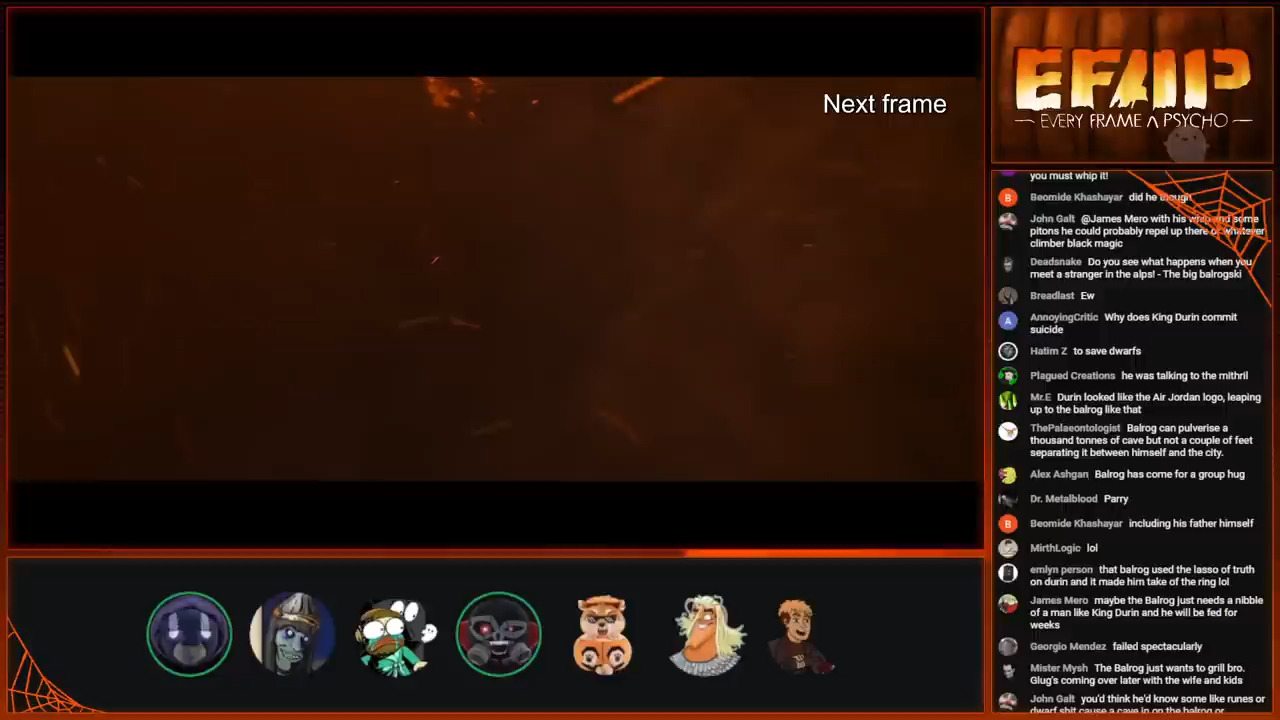 Next frame
EFAP
EVERY FRAME A PSYCHO
you must whip it!
Beomide Khashayar did he though
John Galt @James Mero with his whip and some
pitons he could probably repel up there or whatever
climber black magic
Deadsnake Do you see what happens when you
meet a stranger in the alps! - The big balrogski
Breadlast Ew
A
AnnoyingCritic Why does King Durin commit
suicide
Hatim Z to save dwarfs
Plagued Creations he was talking to the mithril
Mr.E Durin looked like the Air Jordan logo, leaping
up to the balrog like that
ThePalaeontologist Balrog can pulverise a
thousand tonnes of cave but not a couple of feet
separating it between himself and the city.
Alex Ashgan Balrog has come for a group hug
Dr. Metalblood Parry
B
Beomide Khashayar including his father himself
MirthLogic lol
emlyn person that balrog used the lasso of truth
on durin and it made him take of the ring lol
James Mero maybe the Balrog just needs a nibble
of a man like King Durin and he will be fed for
weeks
Georgio Mendez failed spectacularly
Mister Mysh The Balrog just wants to grill bro.
Glug's coming over later with the wife and kids
John Galt you'd think he'd know some like runes or
dwarf shit cause a cave in on the balrog or